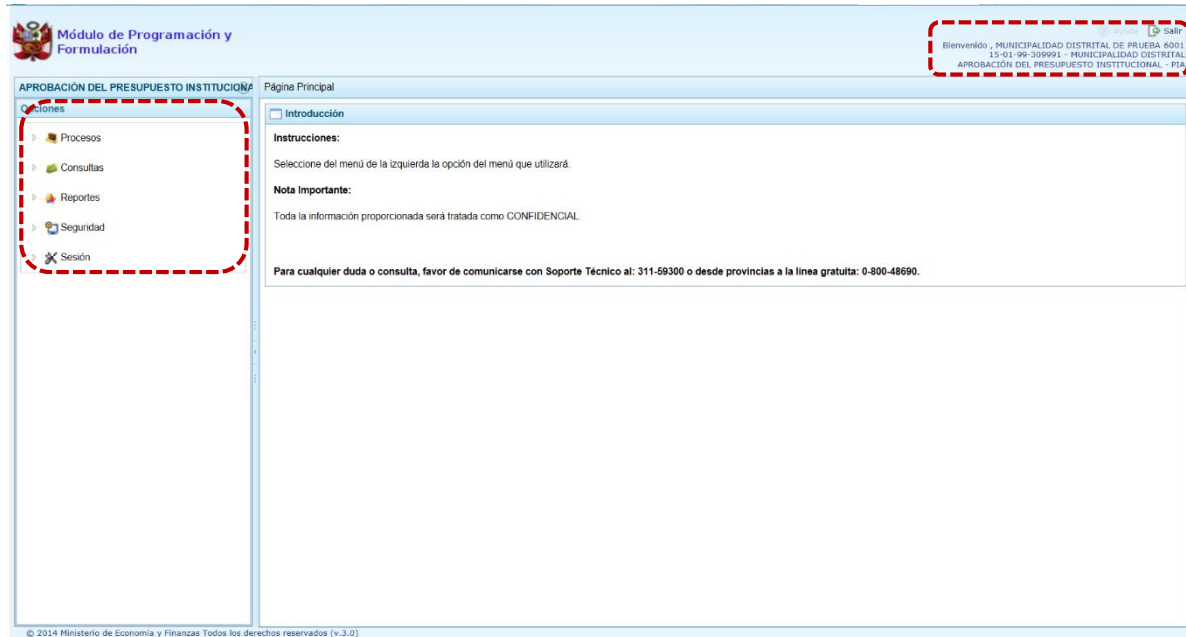 Módulo de Programación y
Formulación
Ayuda Salir
Bienvenido , MUNICIPALIDAD DISTRITAL DE PRUEBA 6001
15-01-99-309991 - MUNICIPALIDAD DISTRITAL
APROBACIÓN DEL PRESUPUESTO INSTITUCIONAL - PIA
APROBACIÓN DEL PRESUPUESTO INSTITUCIONA
Opciones
Procesos
Consultas
Reportes
Seguridad
Sesión
Página Principal
Introducción
Instrucciones:
Seleccione del menú de la izquierda la opción del menú que utilizará.
Nota Importante:
Toda la información proporcionada será tratada como CONFIDENCIAL.
Para cualquier duda o consulta, favor de comunicarse con Soporte Técnico al: 311-59300 o desde provincias a la linea gratuita: 0-800-48690.
© 2014 Ministerio de Economía y Finanzas Todos los derechos reservados (v.3.0)